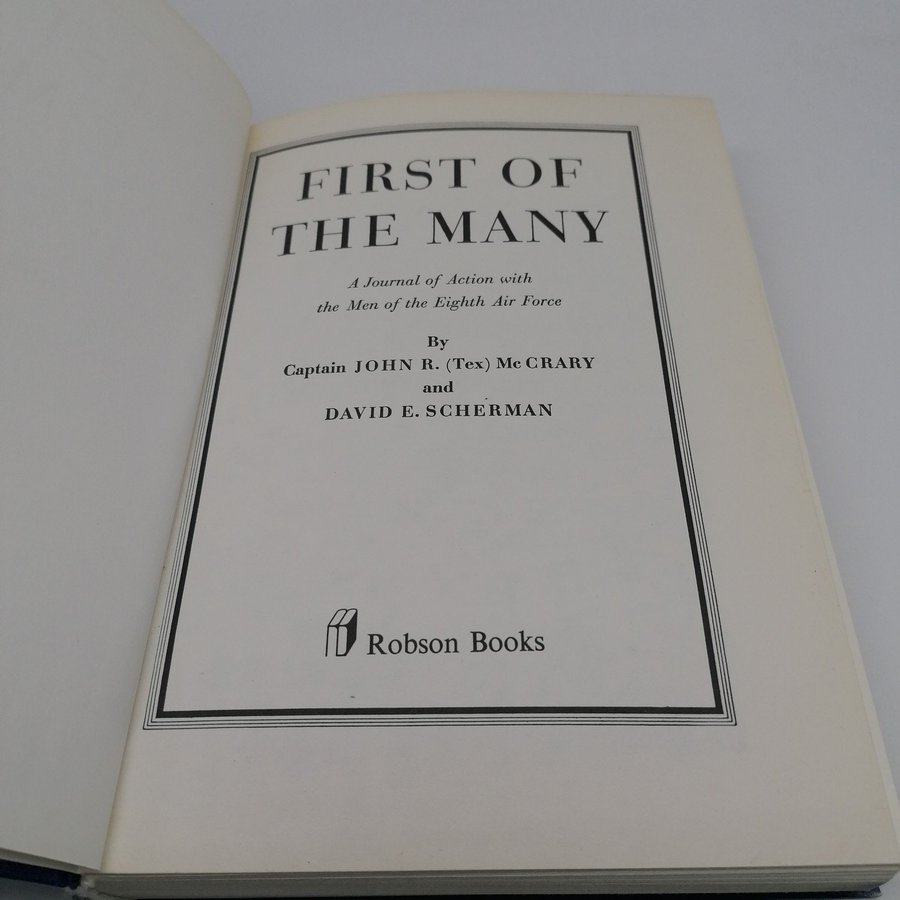 FIRST OF
THE MANY
A Journal of Action with
the Men of the Eighth Air Force
By
Captain JOHN R. (Tex) McCRARY
and
DAVID E. SCHERMAN
Robson Books